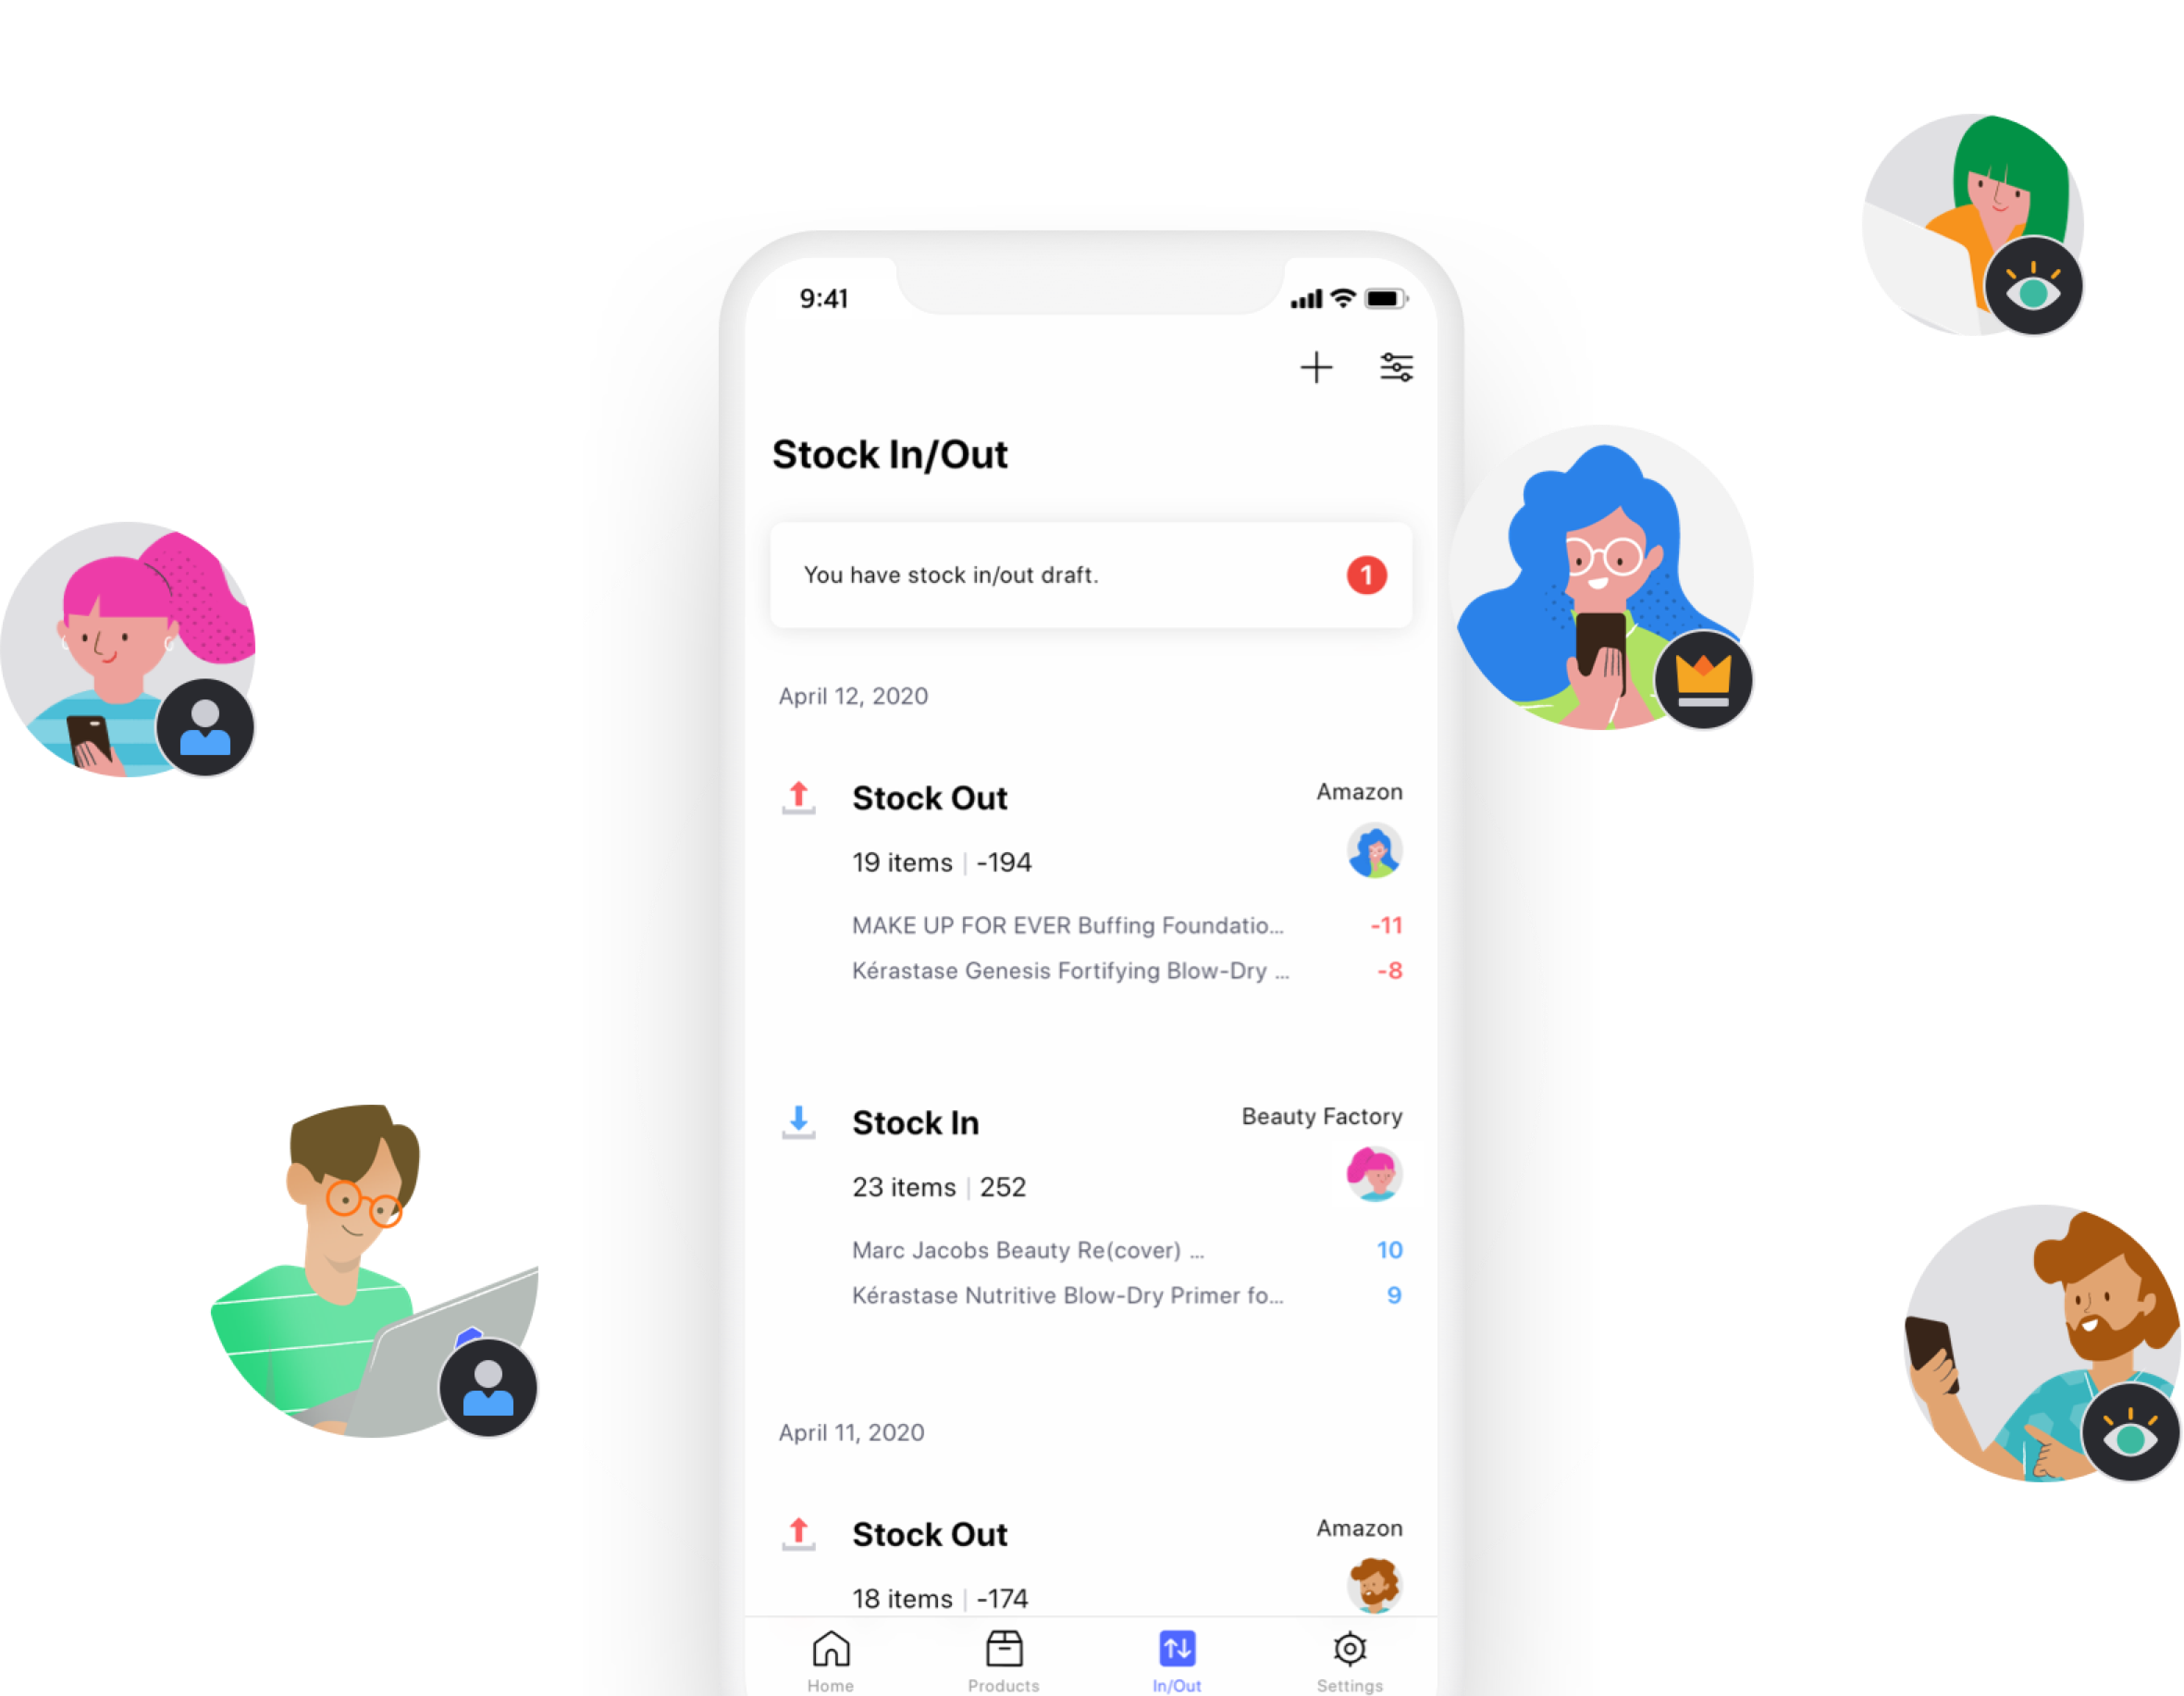 9:41
Stock In/Out
You have stock in/out draft.
1
April 12, 2020
Stock Out
Amazon
19 items | -194
MAKE UP FOR EVER Buffing Foundatio... -11
Kérastase Genesis Fortifying Blow-Dry ... -8
Stock In
Beauty Factory
23 items | 252
Marc Jacobs Beauty Re(cover) ... 10
Kérastase Nutritive Blow-Dry Primer fo... 9
April 11, 2020
Stock Out
Amazon
18 items | -174
Home Products In/Out Settings